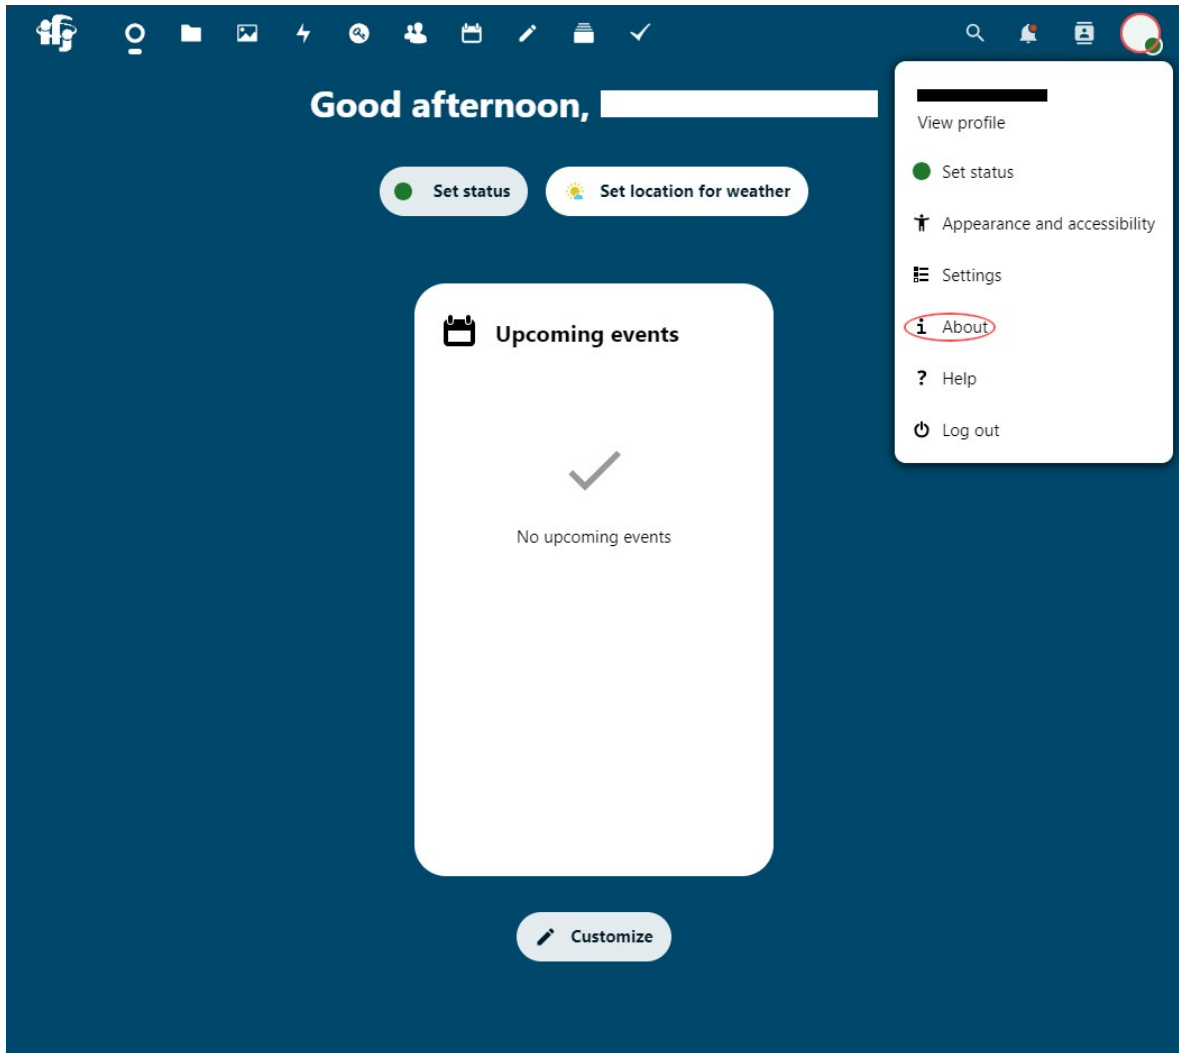 ifj
Good afternoon,
View profile
Set status
Set location for weather
Set status
Appearance and accessibility
Settings
i About
? Help
Log out
Upcoming events
No upcoming events
Customize